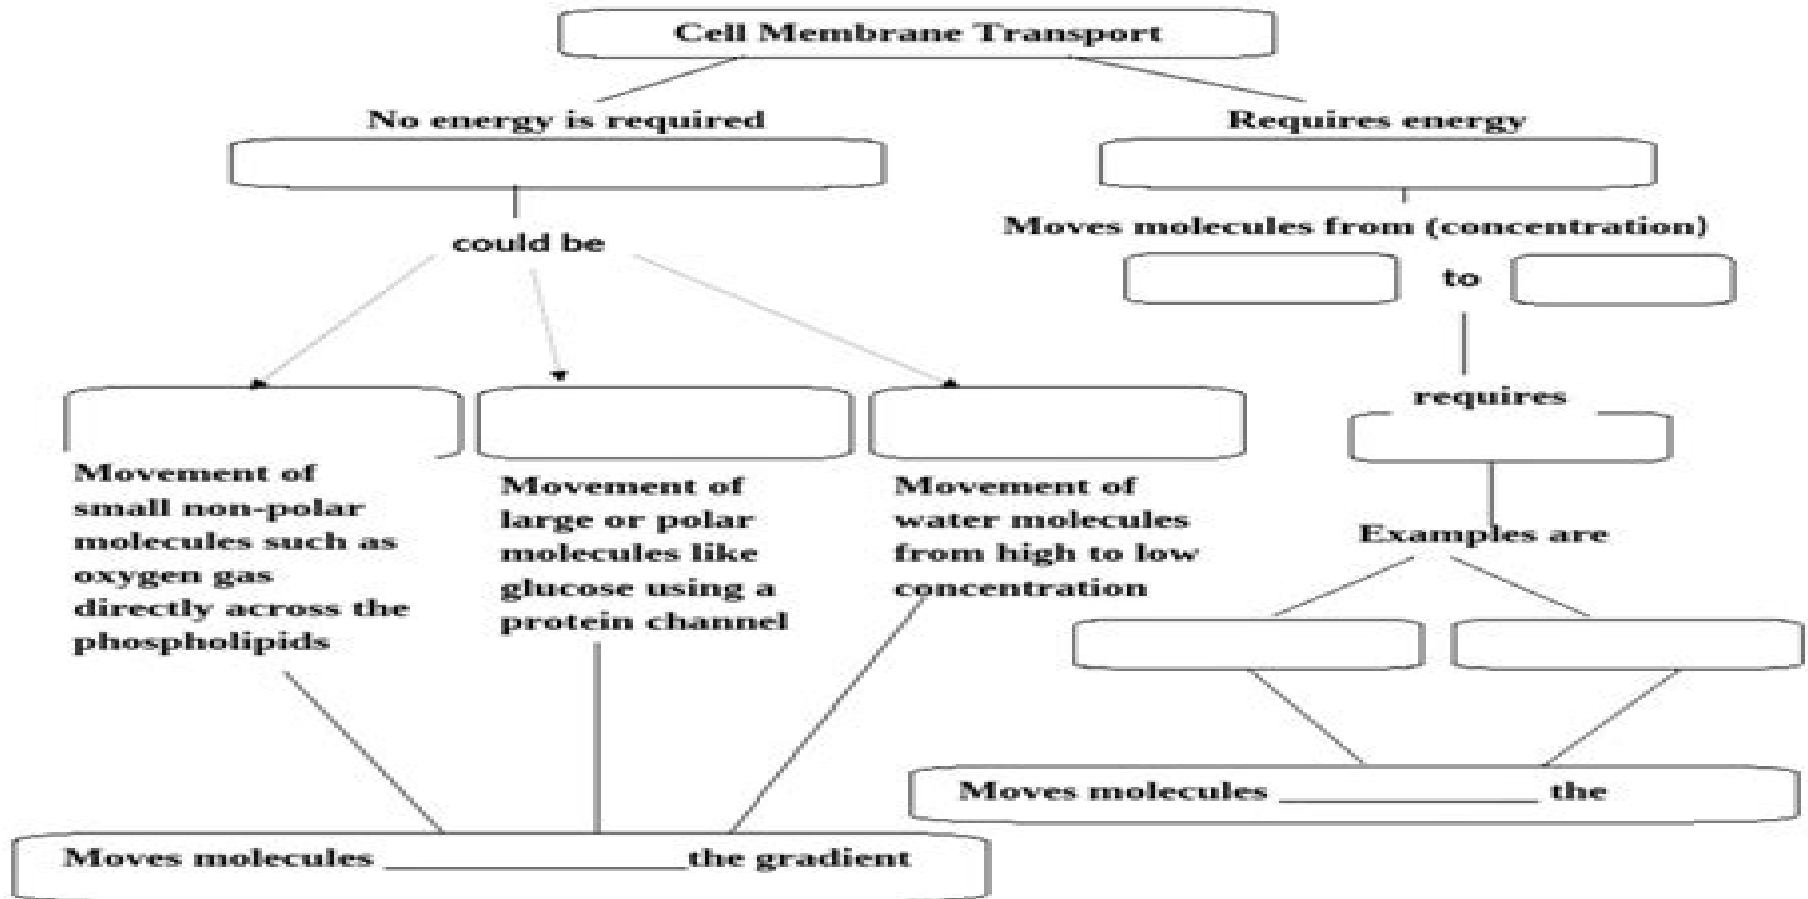 Cell Membrane Transport
No energy is required
Requires energy
Moves molecules from (concentration)
could be
to
requires
Movement of
small non-polar
molecules such as
oxygen gas
directly across the
phospholipids
Movement of
large or polar
molecules like
glucose using a
protein channel
Movement of
water molecules
from high to low
concentration
Examples are
Moves molecules ____________ the
Moves molecules ______________the gradient